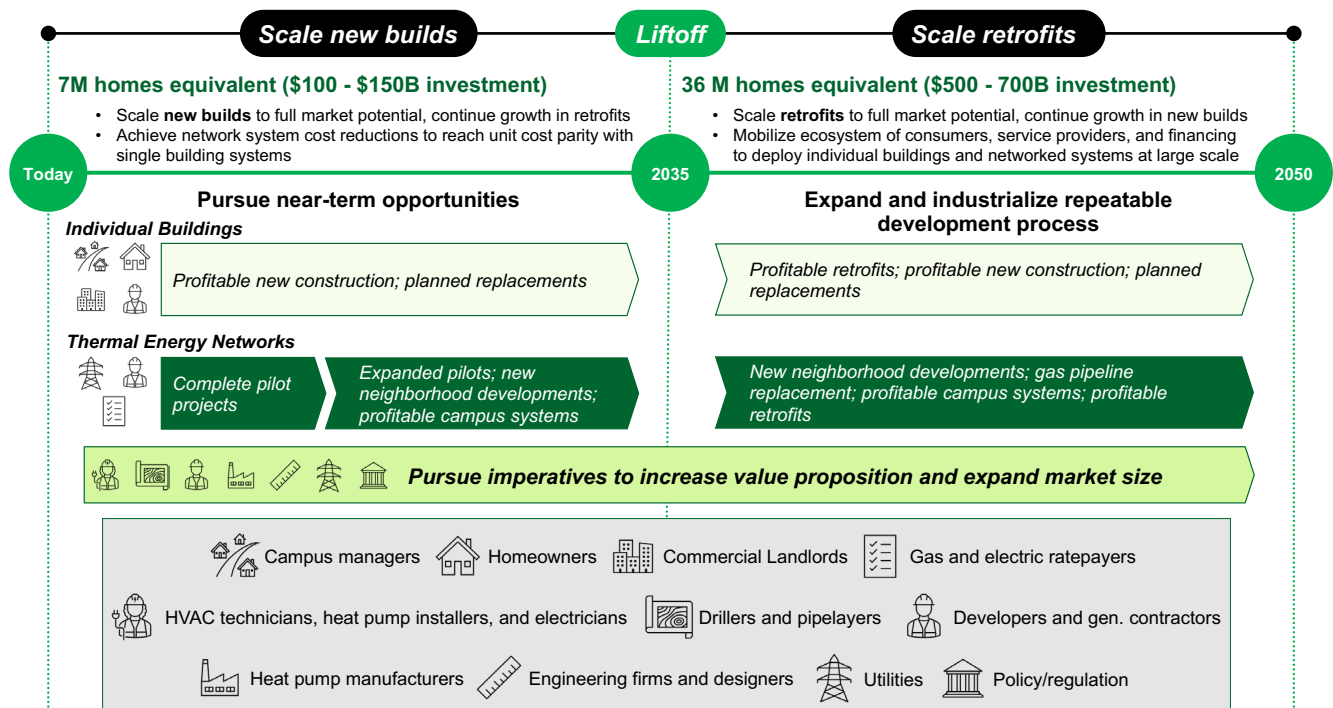 Scale new builds
Liftoff
Scale retrofits
7M homes equivalent ($100 - $150B investment)
• Scale new builds to full market potential, continue growth in retrofits
• Achieve network system cost reductions to reach unit cost parity with
single building systems
36 M homes equivalent ($500 - 700B investment)
• Scale retrofits to full market potential, continue growth in new builds
• Mobilize ecosystem of consumers, service providers, and financing
to deploy individual buildings and networked systems at large scale
Today
2035
2050
Pursue near-term opportunities
Expand and industrialize repeatable
development process
Individual Buildings
Profitable new construction; planned replacements
Profitable retrofits; profitable new construction; planned
replacements
Thermal Energy Networks
Complete pilot
projects
Expanded pilots; new
neighborhood developments;
profitable campus systems
New neighborhood developments; gas pipeline
replacement; profitable campus systems; profitable
retrofits
Pursue imperatives to increase value proposition and expand market size
Campus managers
Homeowners
Commercial Landlords
Gas and electric ratepayers
HVAC technicians, heat pump installers, and electricians
Drillers and pipelayers
Developers and gen. contractors
Heat pump manufacturers
Engineering firms and designers
Utilities
Policy/regulation